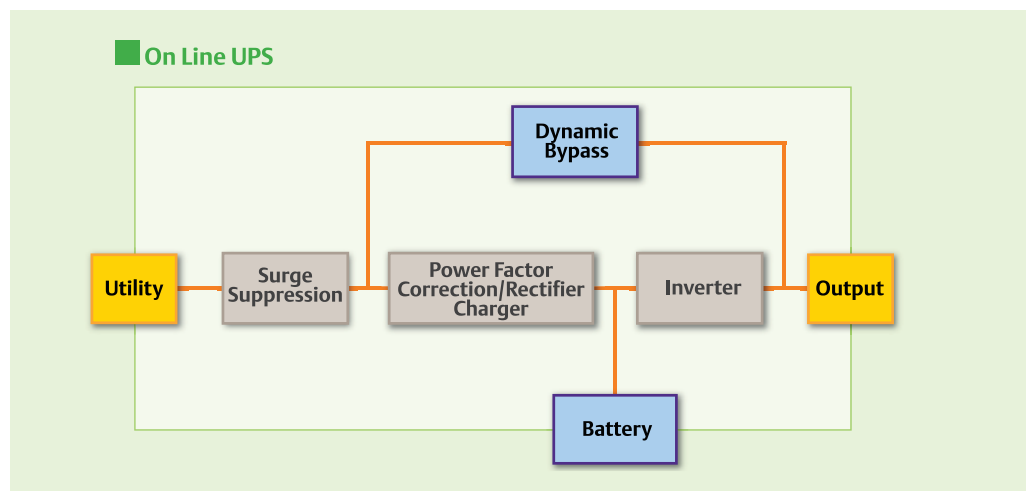 On Line UPS
Dynamic
Bypass
Utility
Surge
Suppression
Power Factor
Correction/Rectifier
Charger
Inverter
Output
Battery